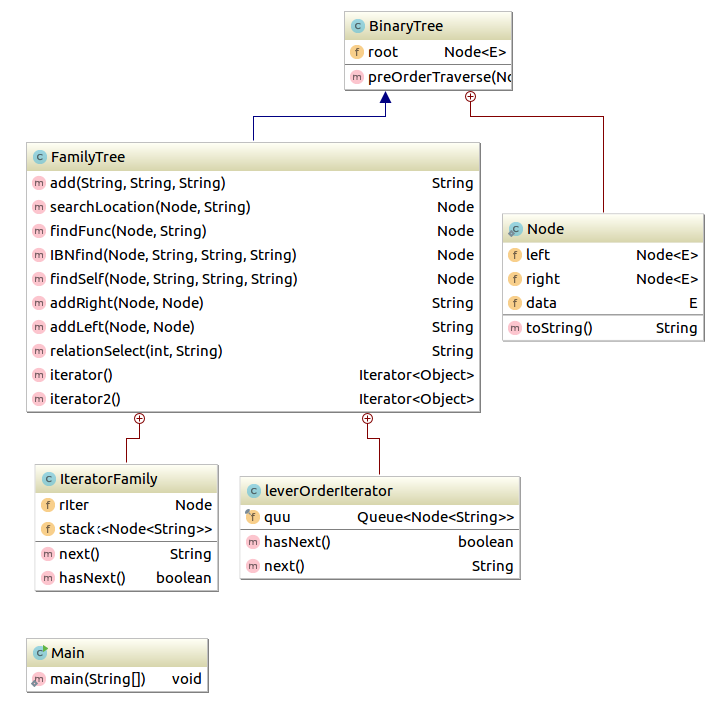 C BinaryTree
f root Node<E>
m preOrderTraverse(No
C FamilyTree
m add(String, String, String) String
m searchLocation(Node, String) Node
m findFunc(Node, String) Node
m IBNfind(Node, String, String, String) Node
m findSelf(Node, String, String, String) Node
m addRight(Node, Node) String
m addLeft(Node, Node) String
m relationSelect(int, String) String
m iterator() Iterator<Object>
m iterator2() Iterator<Object>
C Node
f left Node<E>
f right Node<E>
f data E
m toString() String
C IteratorFamily
f rIter Node
f stack <Node<String>>
m next() String
m hasNext() boolean
C leverOrderIterator
f quu Queue<Node<String>>
m hasNext() boolean
m next() String
C Main
m main(String[]) void